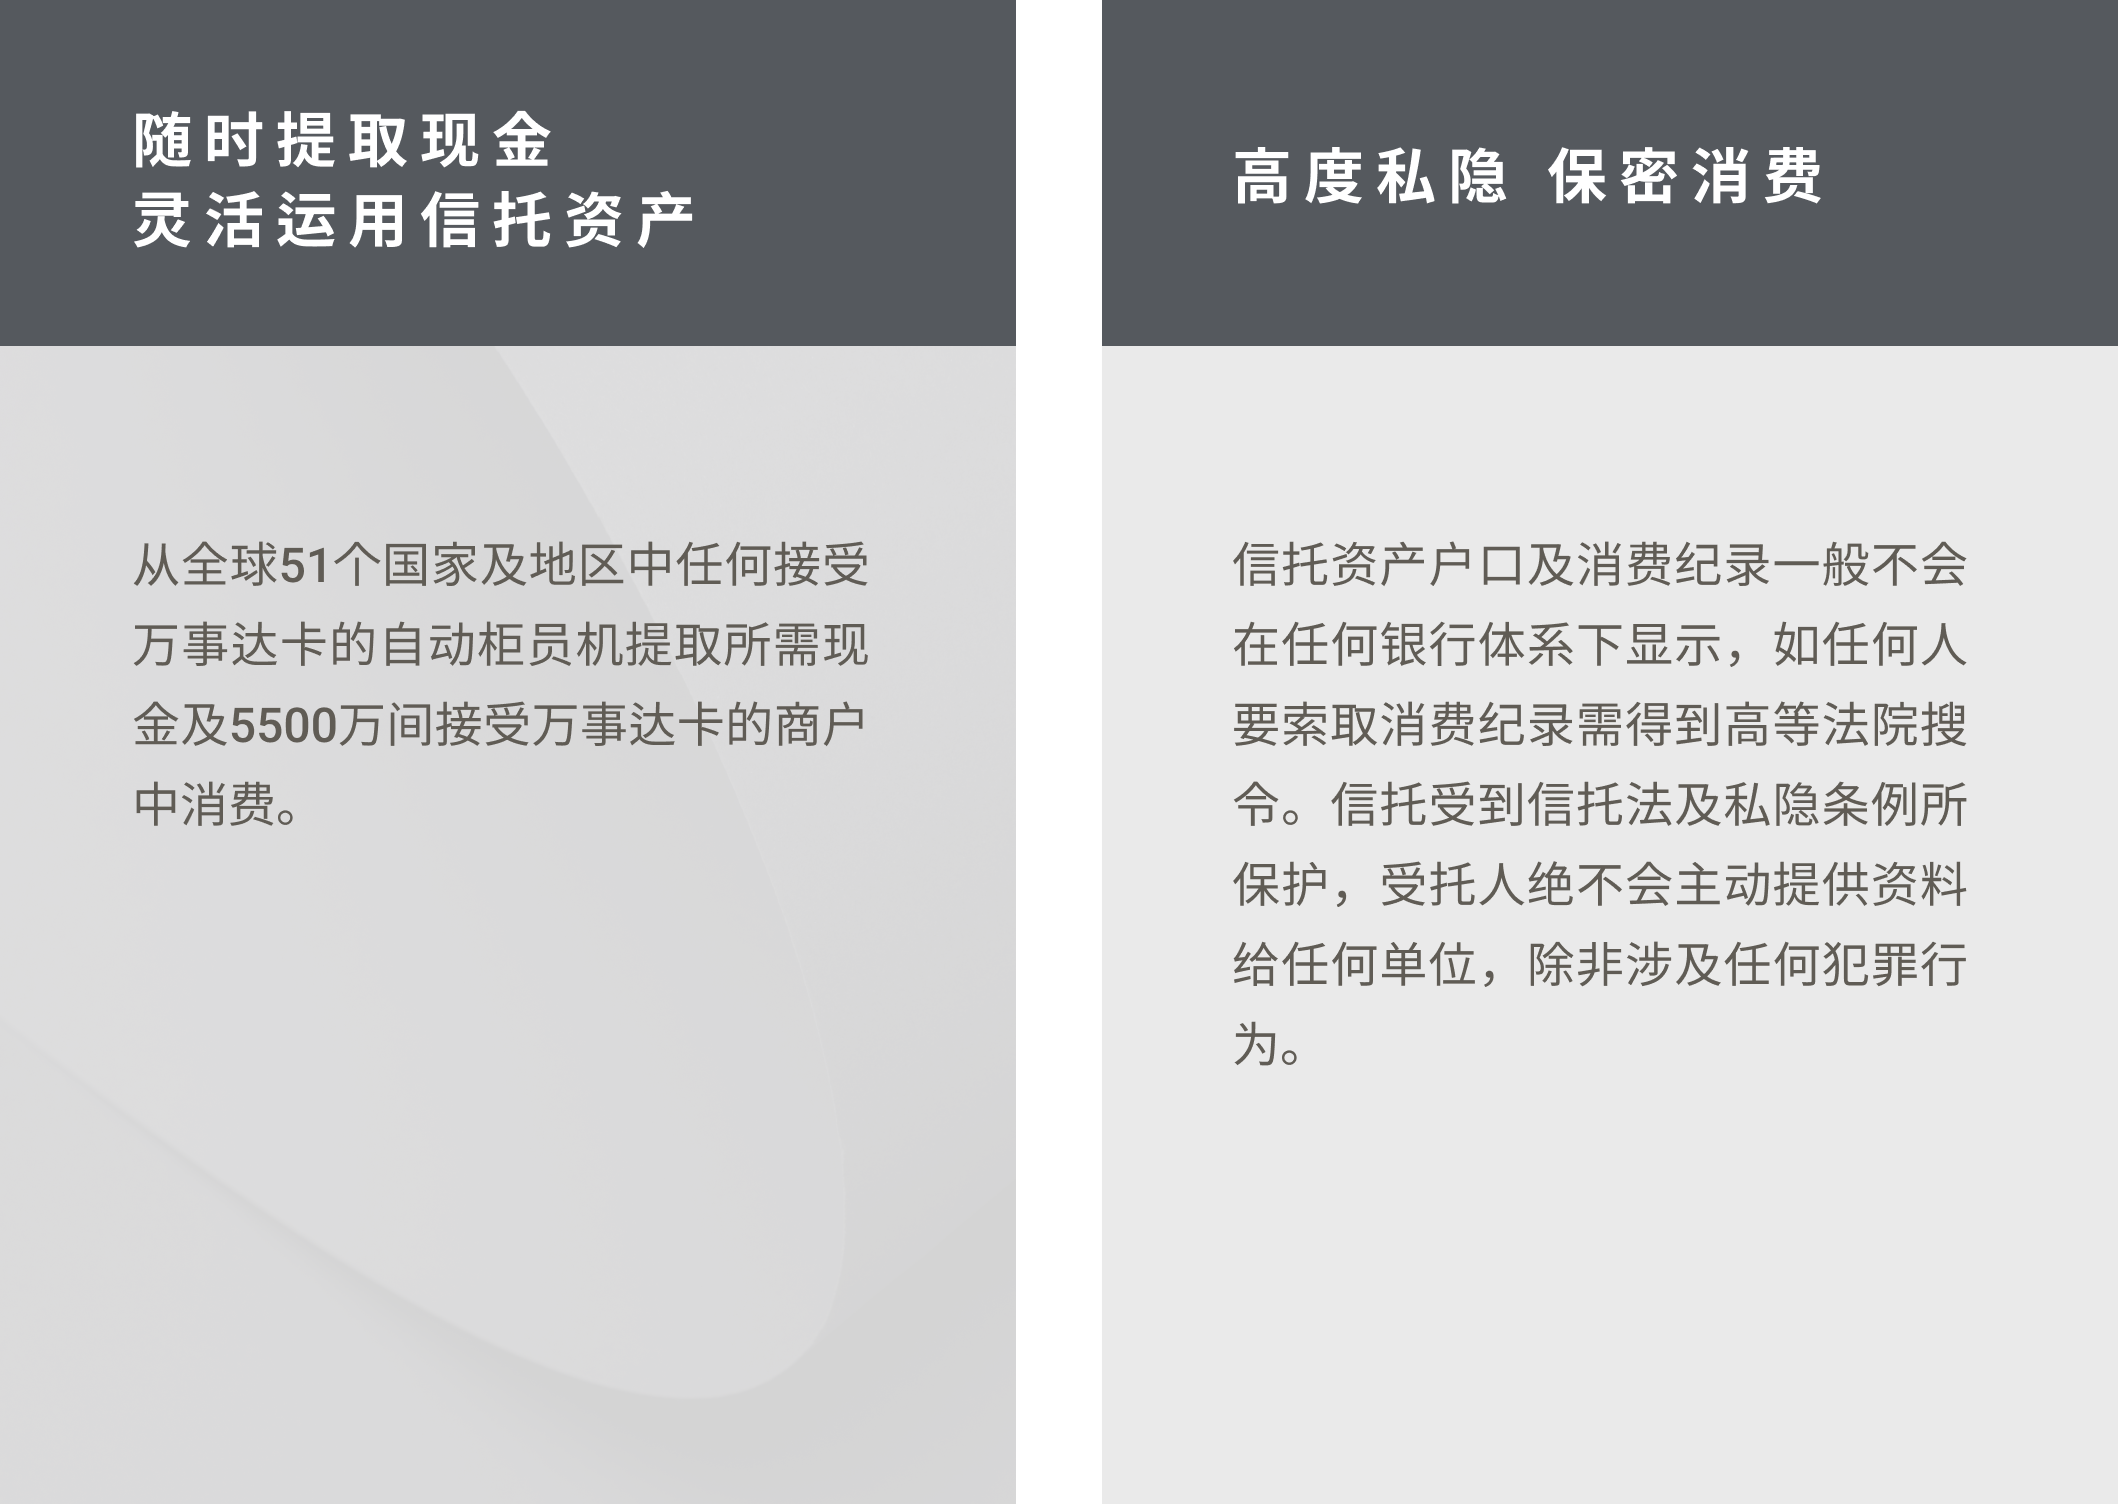 随时提取现金
灵活运用信托资产
从全球51个国家及地区中任何接受
万事达卡的自动柜员机提取所需现
金及5500万间接受万事达卡的商户
中消费。
高度私隐 保密消费
信托资产户口及消费纪录一般不会
在任何银行体系下显示，如任何人
要索取消费纪录需得到高等法院搜
令。信托受到信托法及私隐条例所
保护，受托人绝不会主动提供资料
给任何单位，除非涉及任何犯罪行
为。